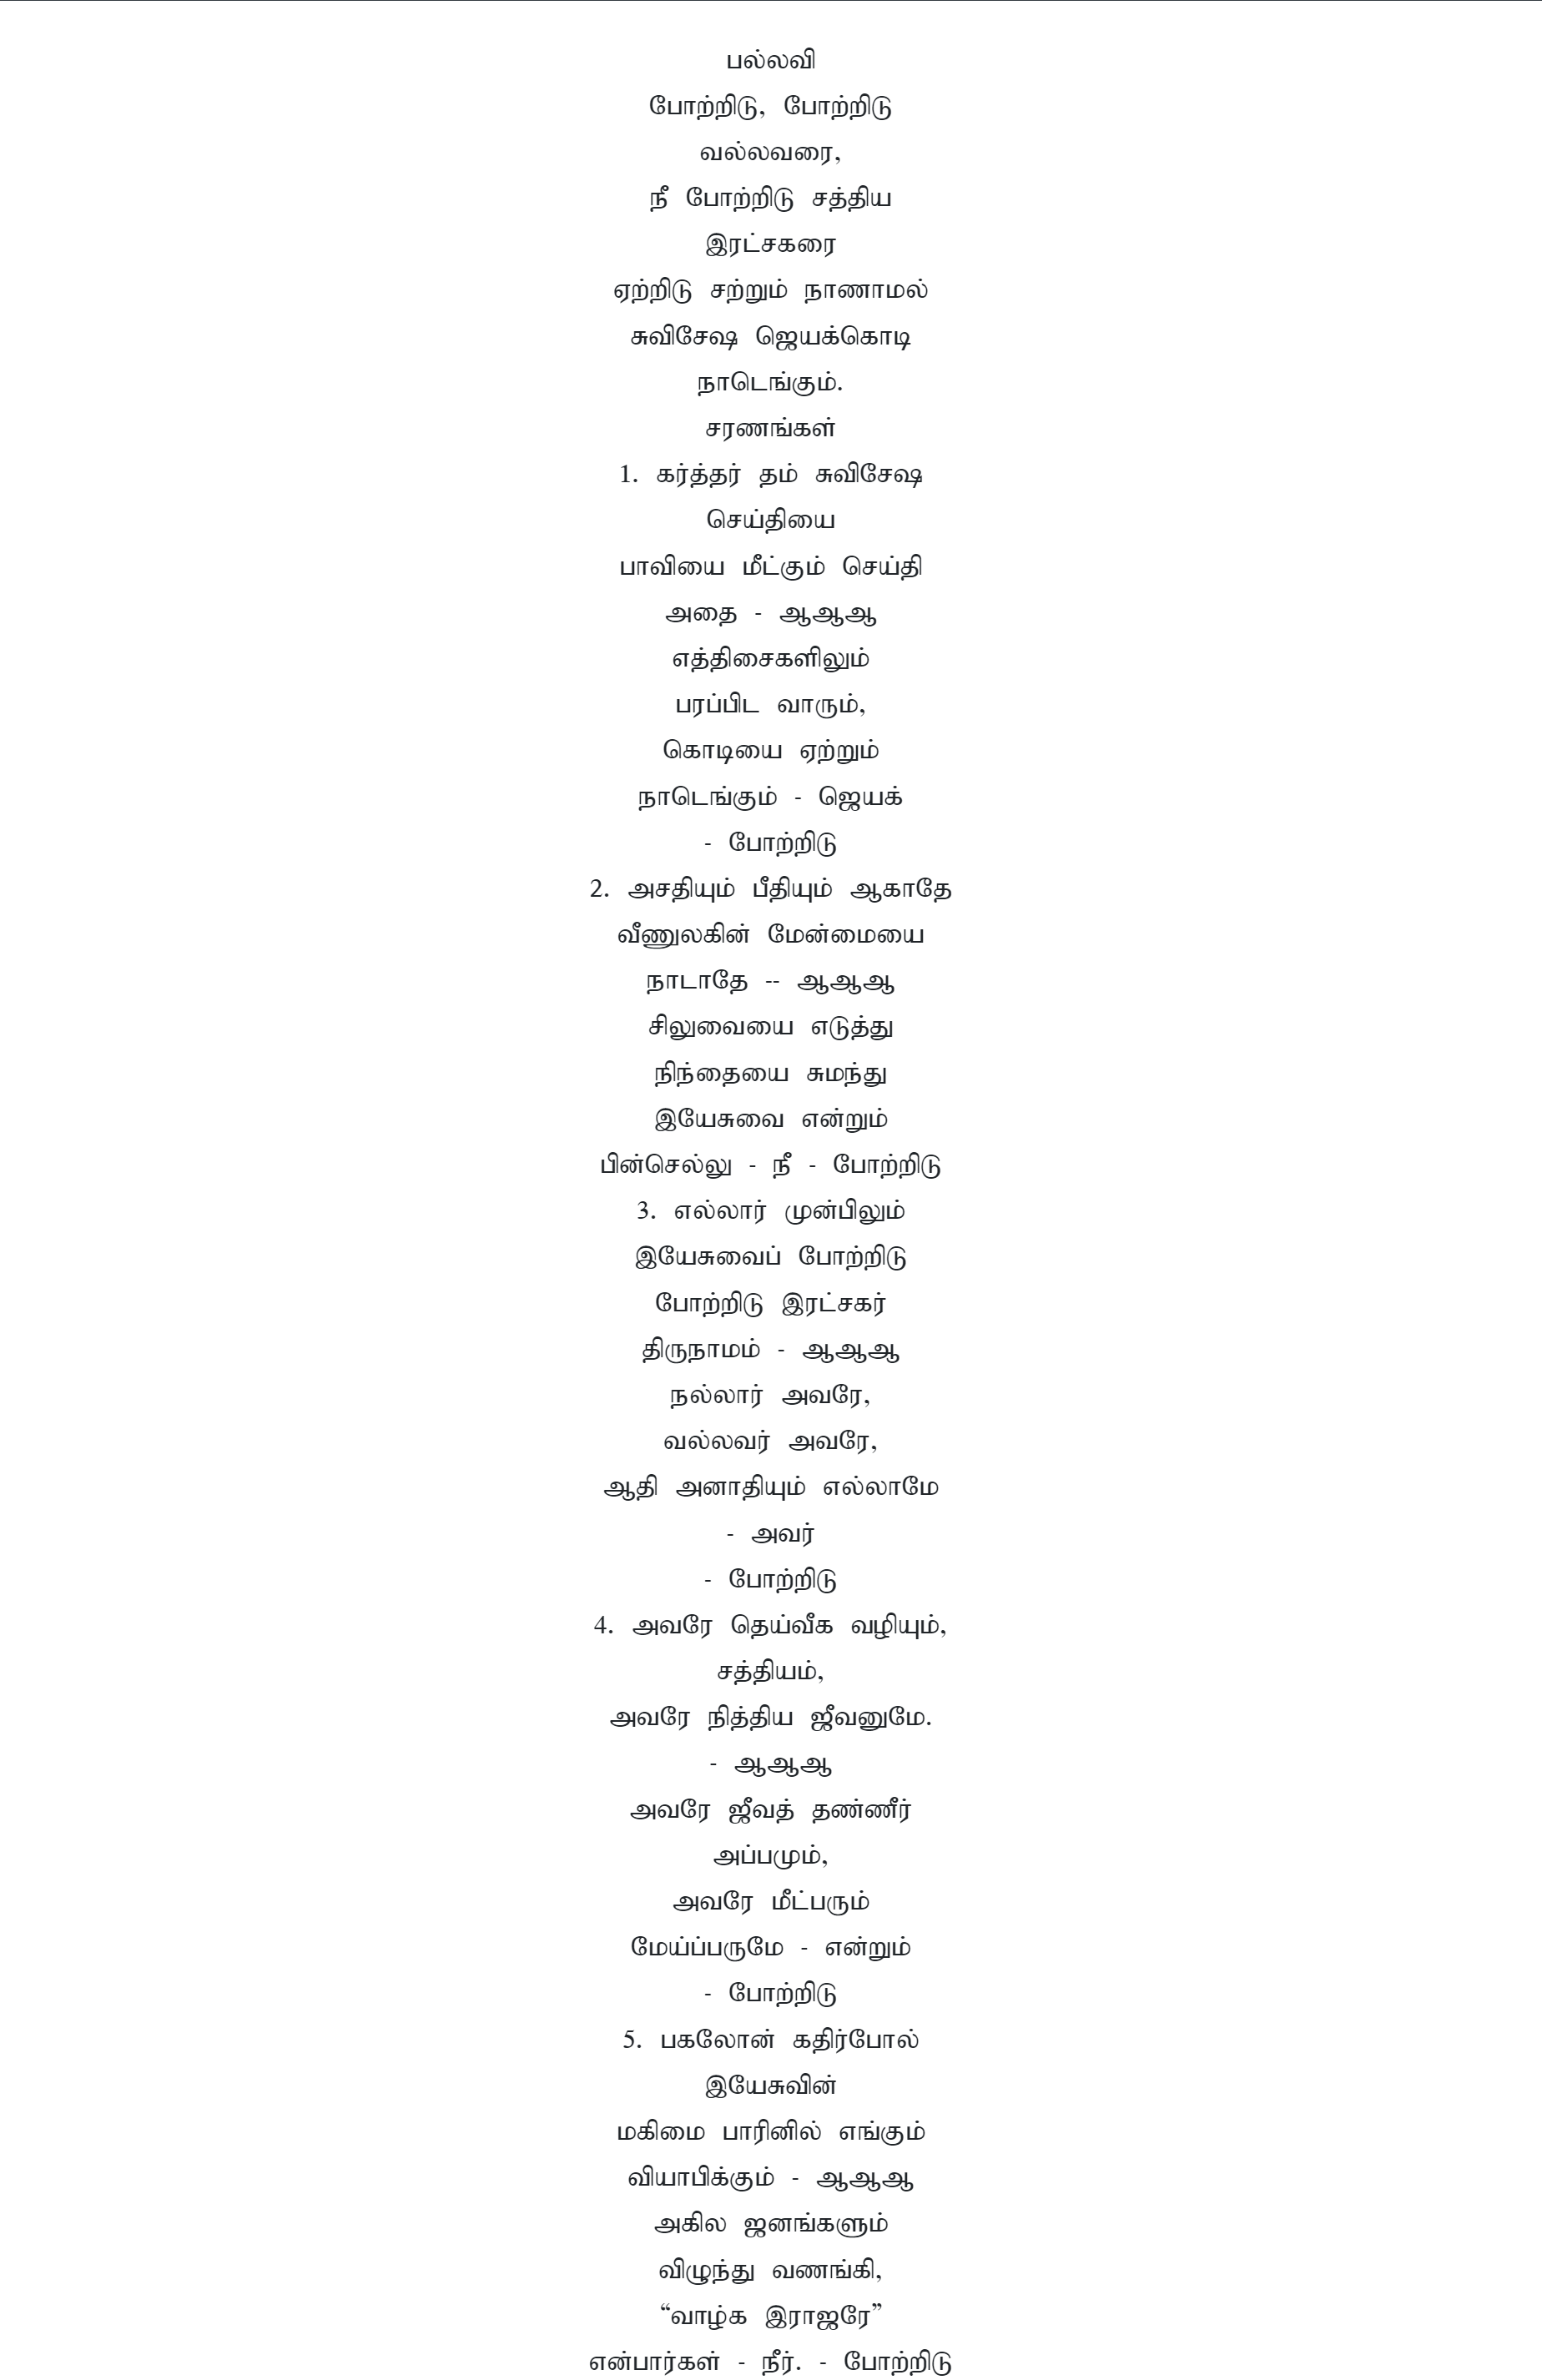 பல்லவி
போற்றிடு, போற்றிடு
வல்லவரை,
நீ போற்றிடு சத்திய
இரட்சகரை
ஏற்றிடு சற்றும் நாணாமல்
சுவிசேஷ ஜெயக்கொடி
நாடெங்கும்.
சரணங்கள்
1. கர்த்தர் தம் சுவிசேஷ
செய்தியை
பாவியை மீட்கும் செய்தி
அதை - ஆஆஆ
எத்திசைகளிலும்
பரப்பிட வாரும்,
கொடியை ஏற்றும்
நாடெங்கும் - ஜெயக்
- போற்றிடு
2. அசதியும் பீதியும் ஆகாதே
வீணுலகின் மேன்மையை
நாடாதே -- ஆஆஆ
சிலுவையை எடுத்து
நிந்தையை சுமந்து
இயேசுவை என்றும்
பின்செல்லு - நீ - போற்றிடு
3. எல்லார் முன்பிலும்
இயேசுவைப் போற்றிடு
போற்றிடு இரட்சகர்
திருநாமம் - ஆஆஆ
நல்லார் அவரே,
வல்லவர் அவரே,
ஆதி அனாதியும் எல்லாமே
- அவர்
- போற்றிடு
4. அவரே தெய்வீக வழியும்,
சத்தியம்,
அவரே நித்திய ஜீவனுமே.
- ஆஆஆ
அவரே ஜீவத் தண்ணீர்
அப்பமும்,
அவரே மீட்பரும்
மேய்ப்பருமே - என்றும்
- போற்றிடு
5. பகலோன் கதிர்போல்
இயேசுவின்
மகிமை பாரினில் எங்கும்
வியாபிக்கும் - ஆஆஆ
அகில ஜனங்களும்
விழுந்து வணங்கி,
“வாழ்க இராஜரே”
என்பார்கள் - நீர். - போற்றிடு